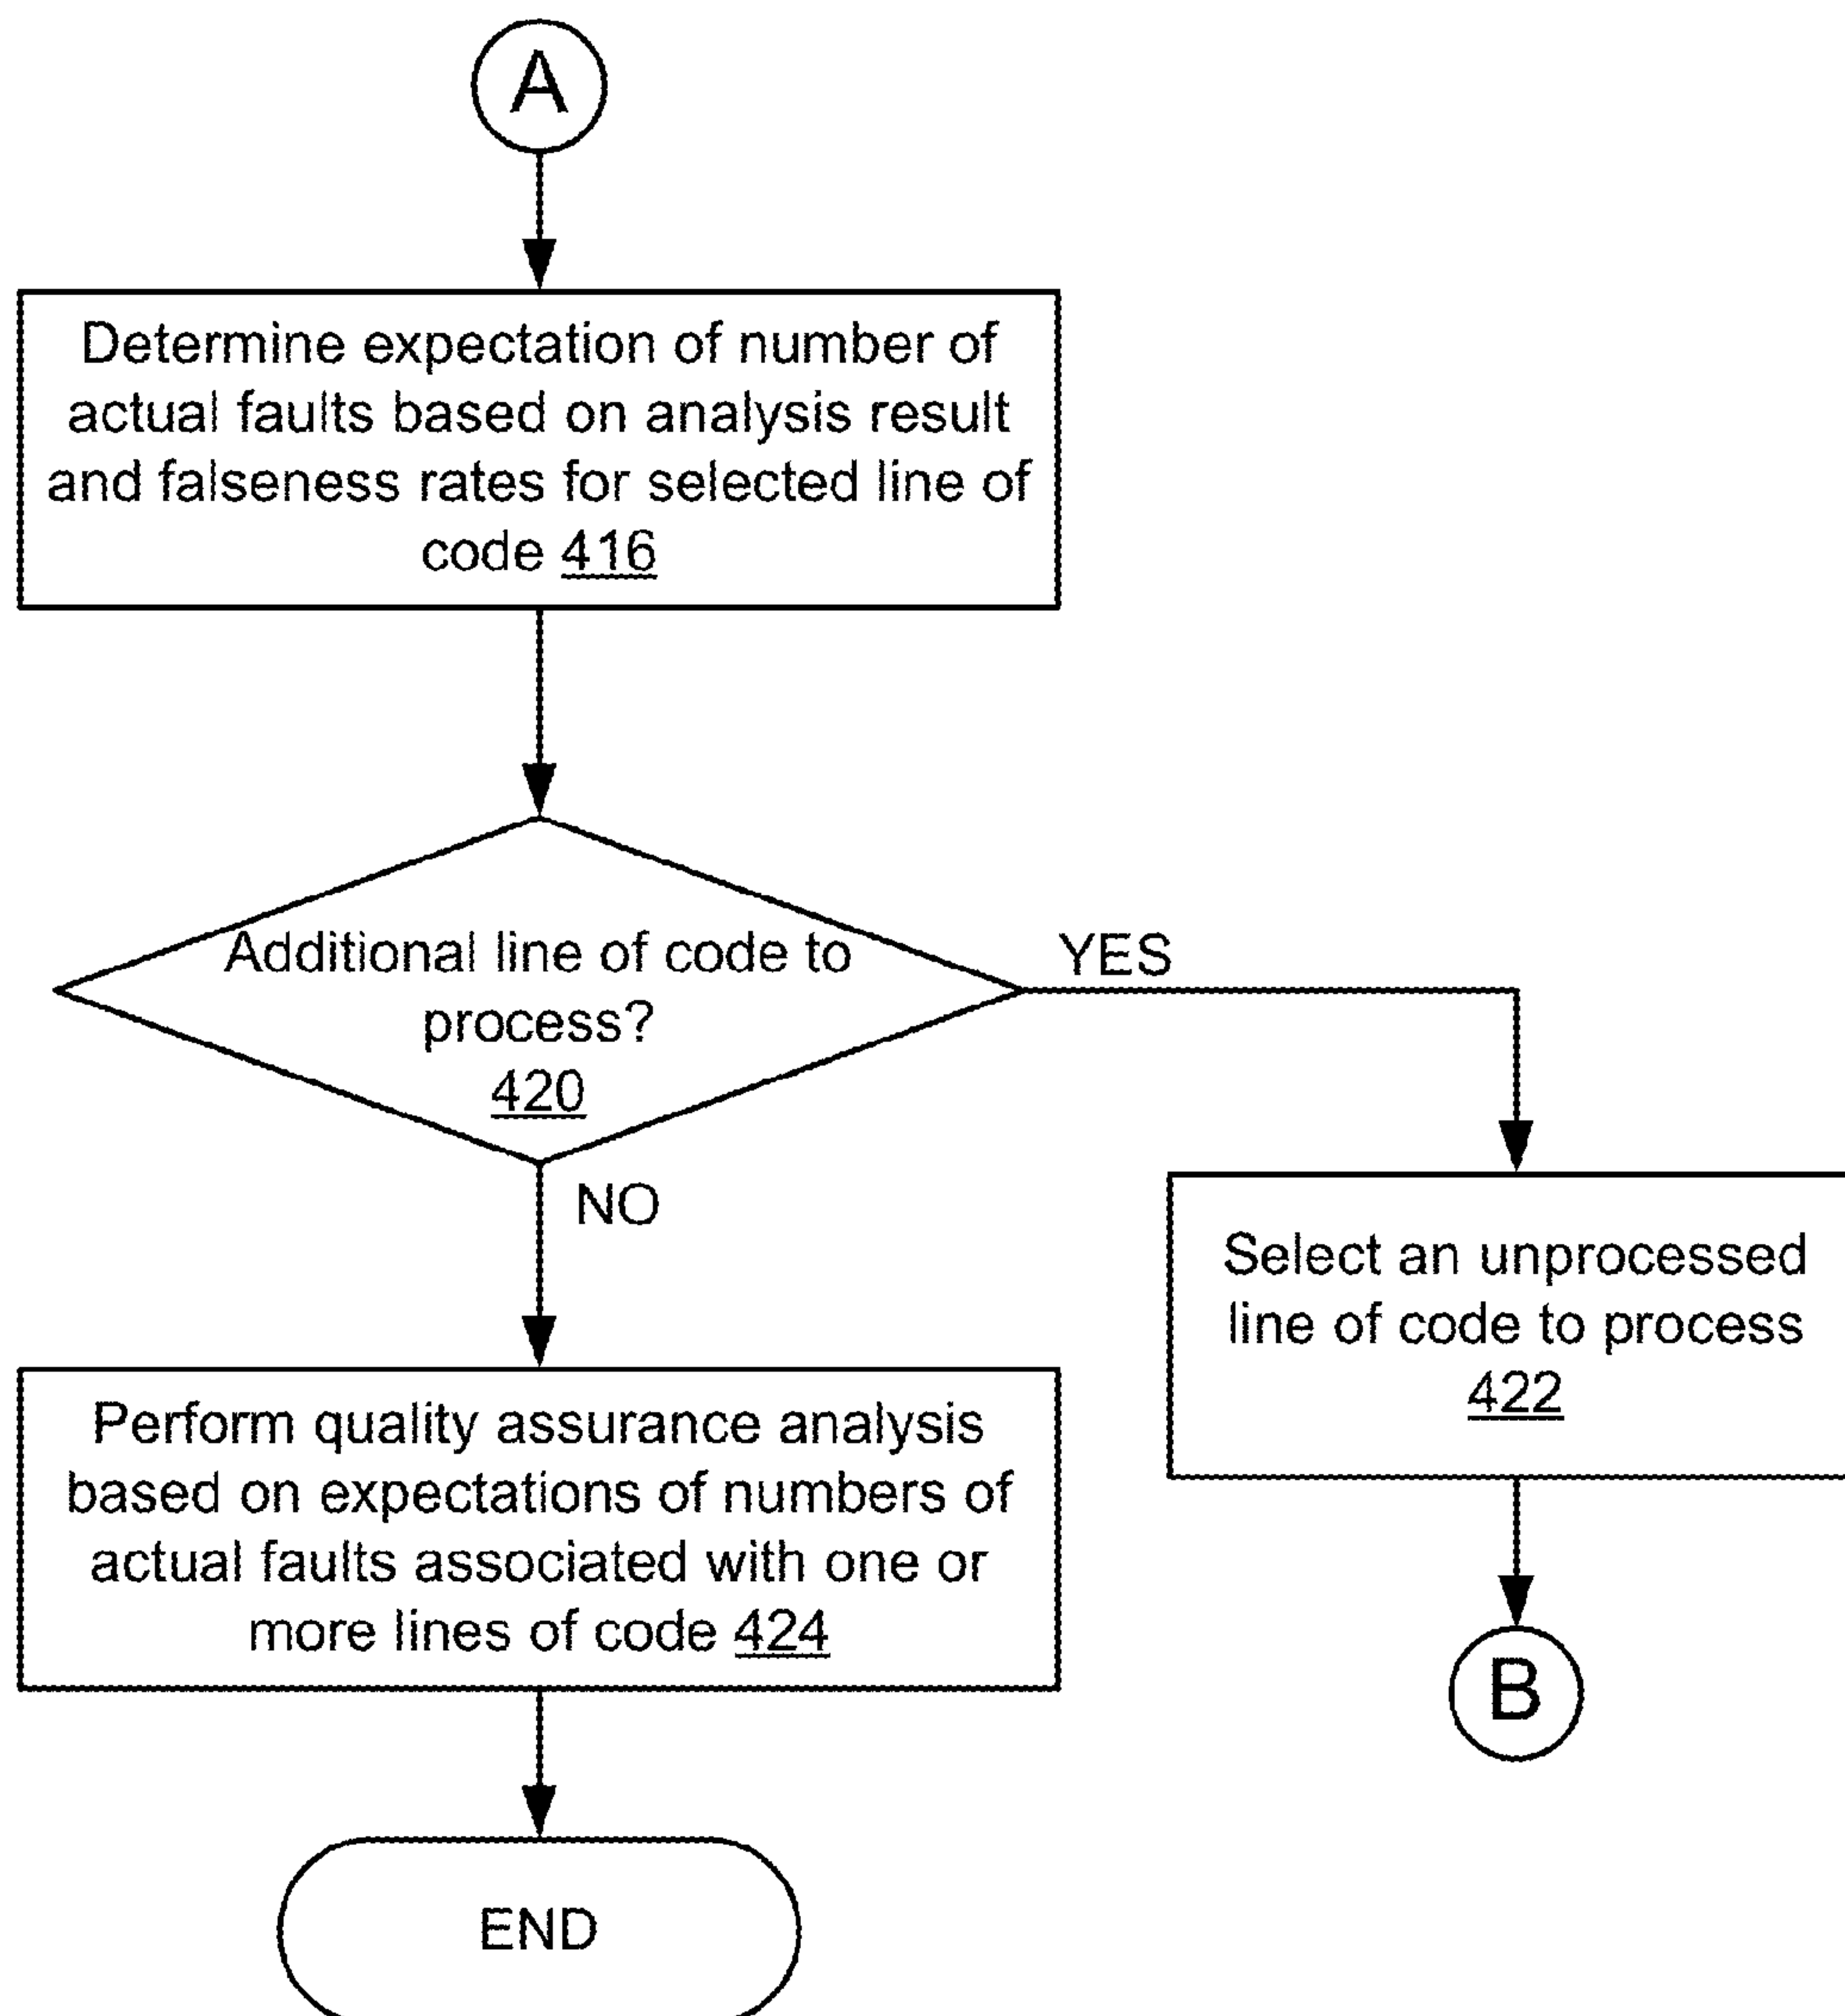 A
Determine expectation of number of
actual faults based on analysis result
and falseness rates for selected line of
code 416
Additional line of code to
process?
420
YES
NO
Select an unprocessed
line of code to process
422
Perform quality assurance analysis
based on expectations of numbers of
actual faults associated with one or
more lines of code 424
B
END